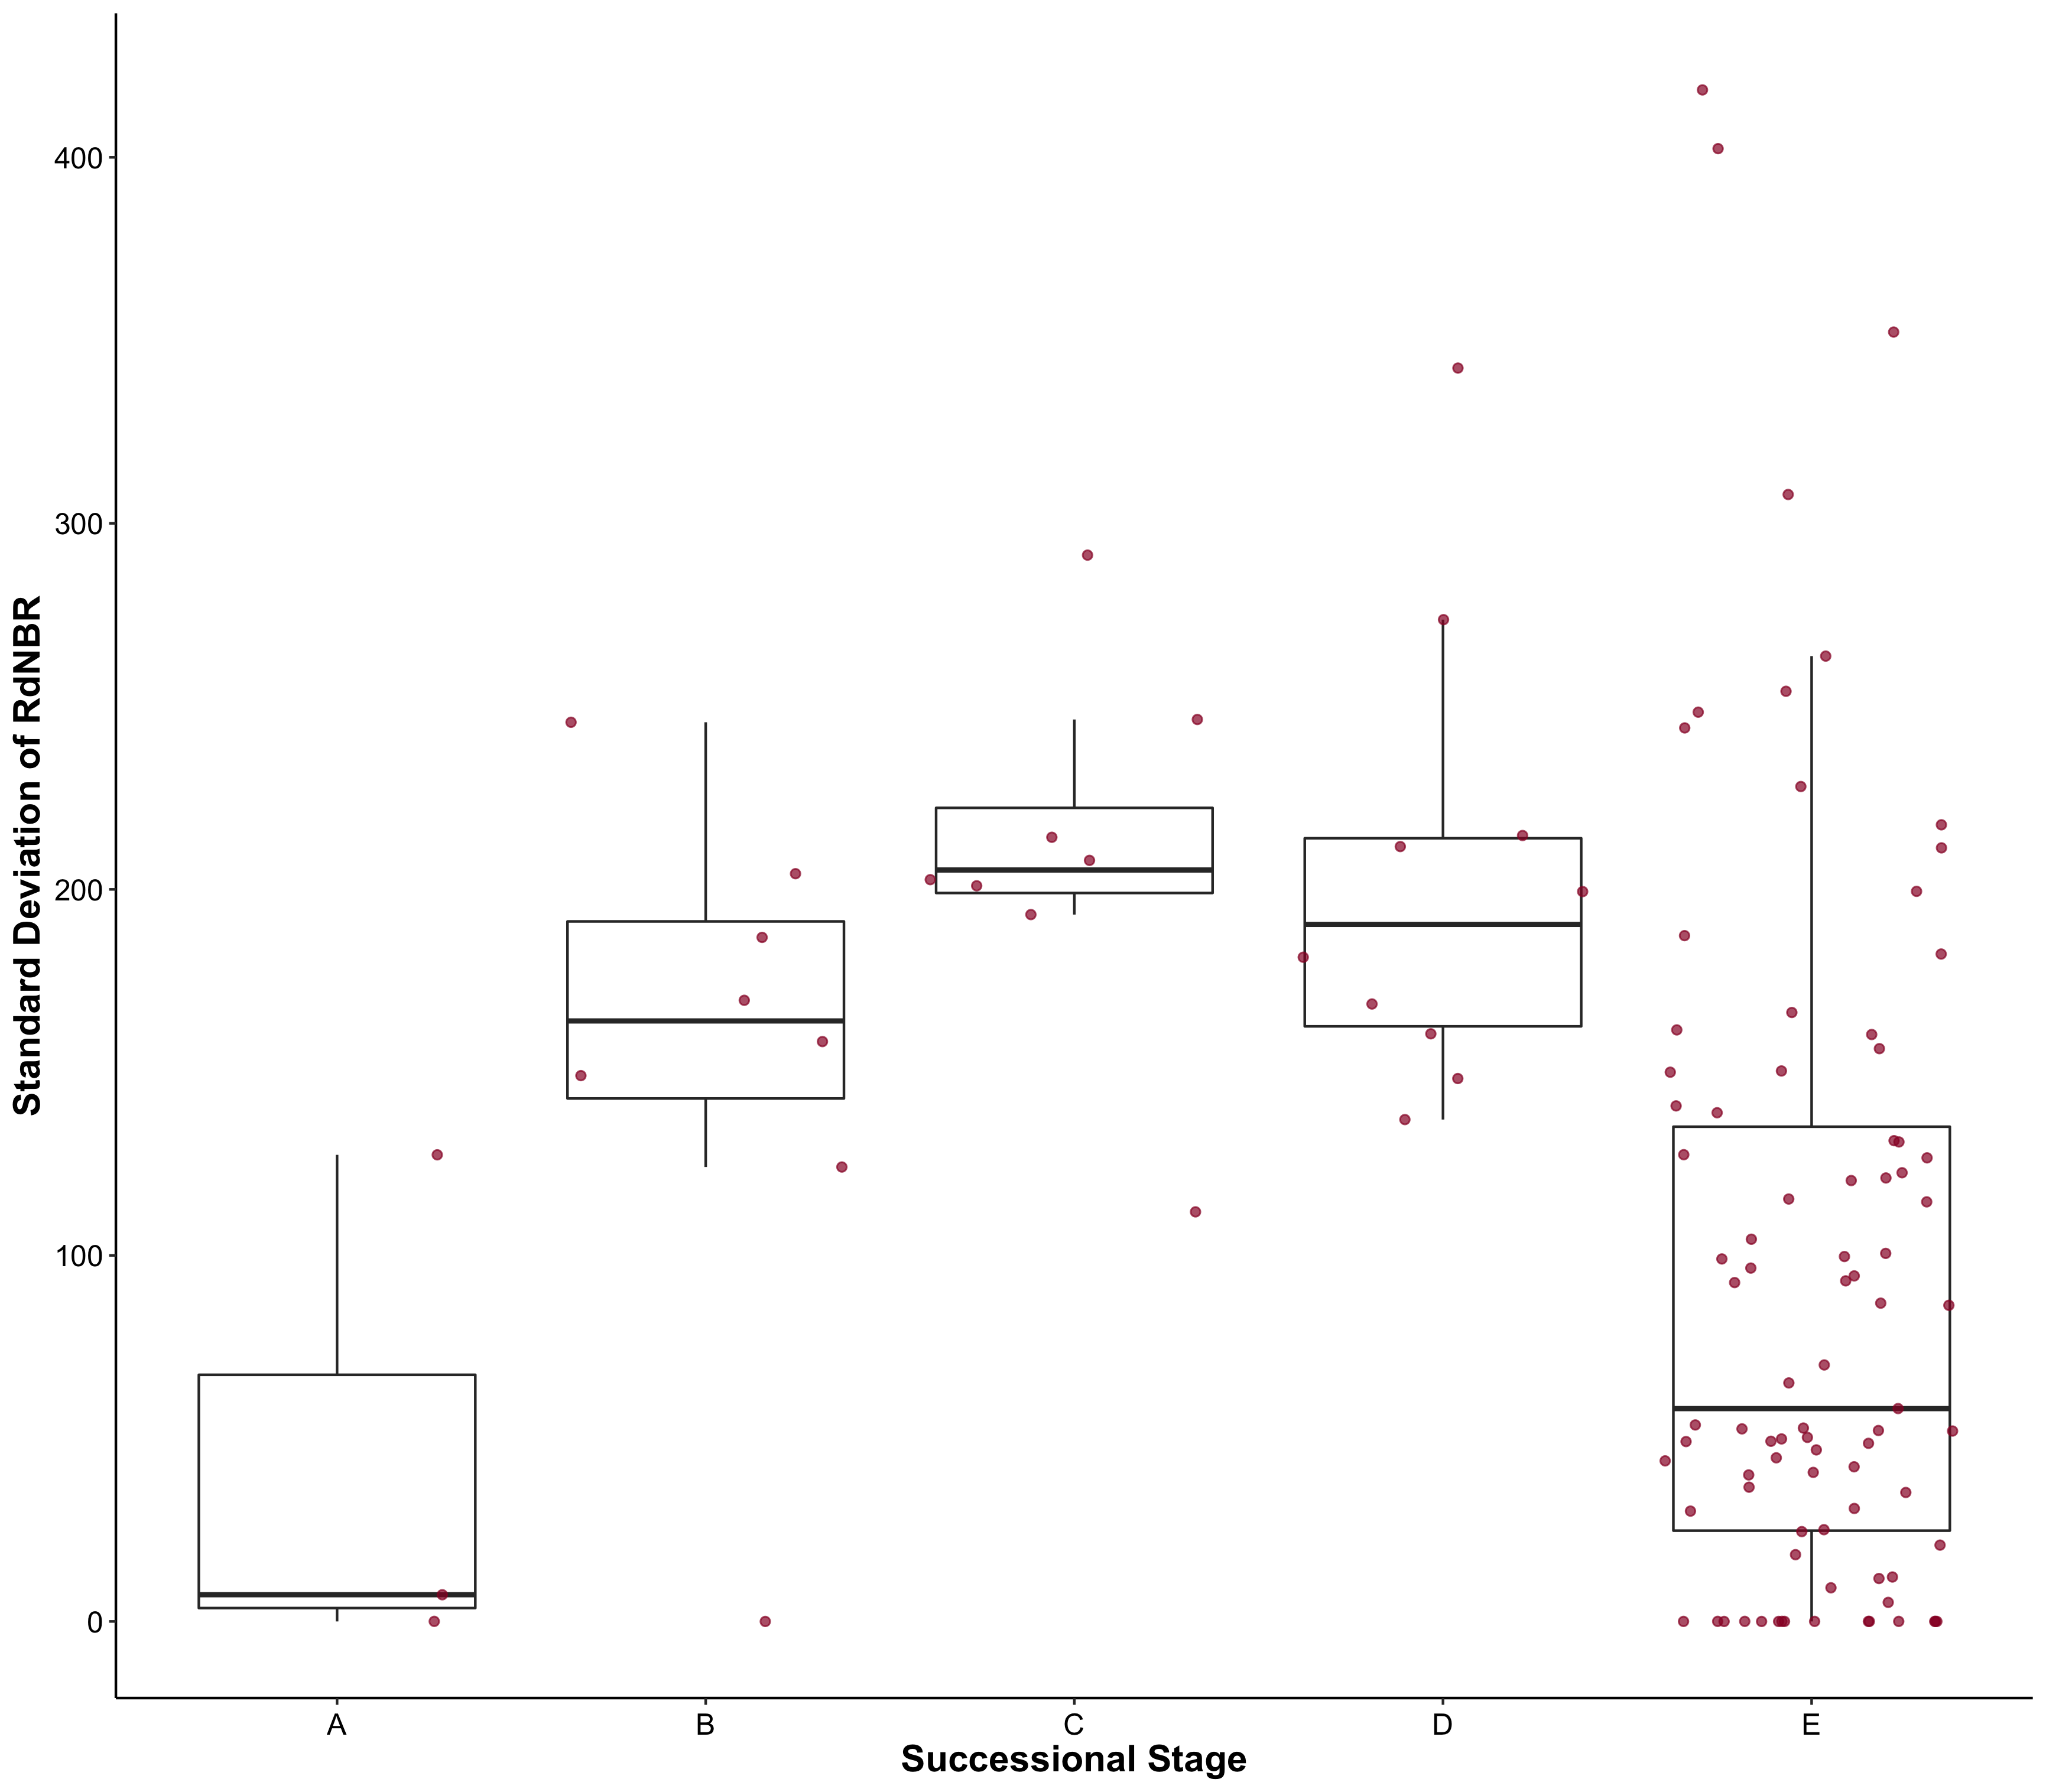 Standard Deviation of RdNBR
400
300
200
100
0
A B C D E
Successional Stage